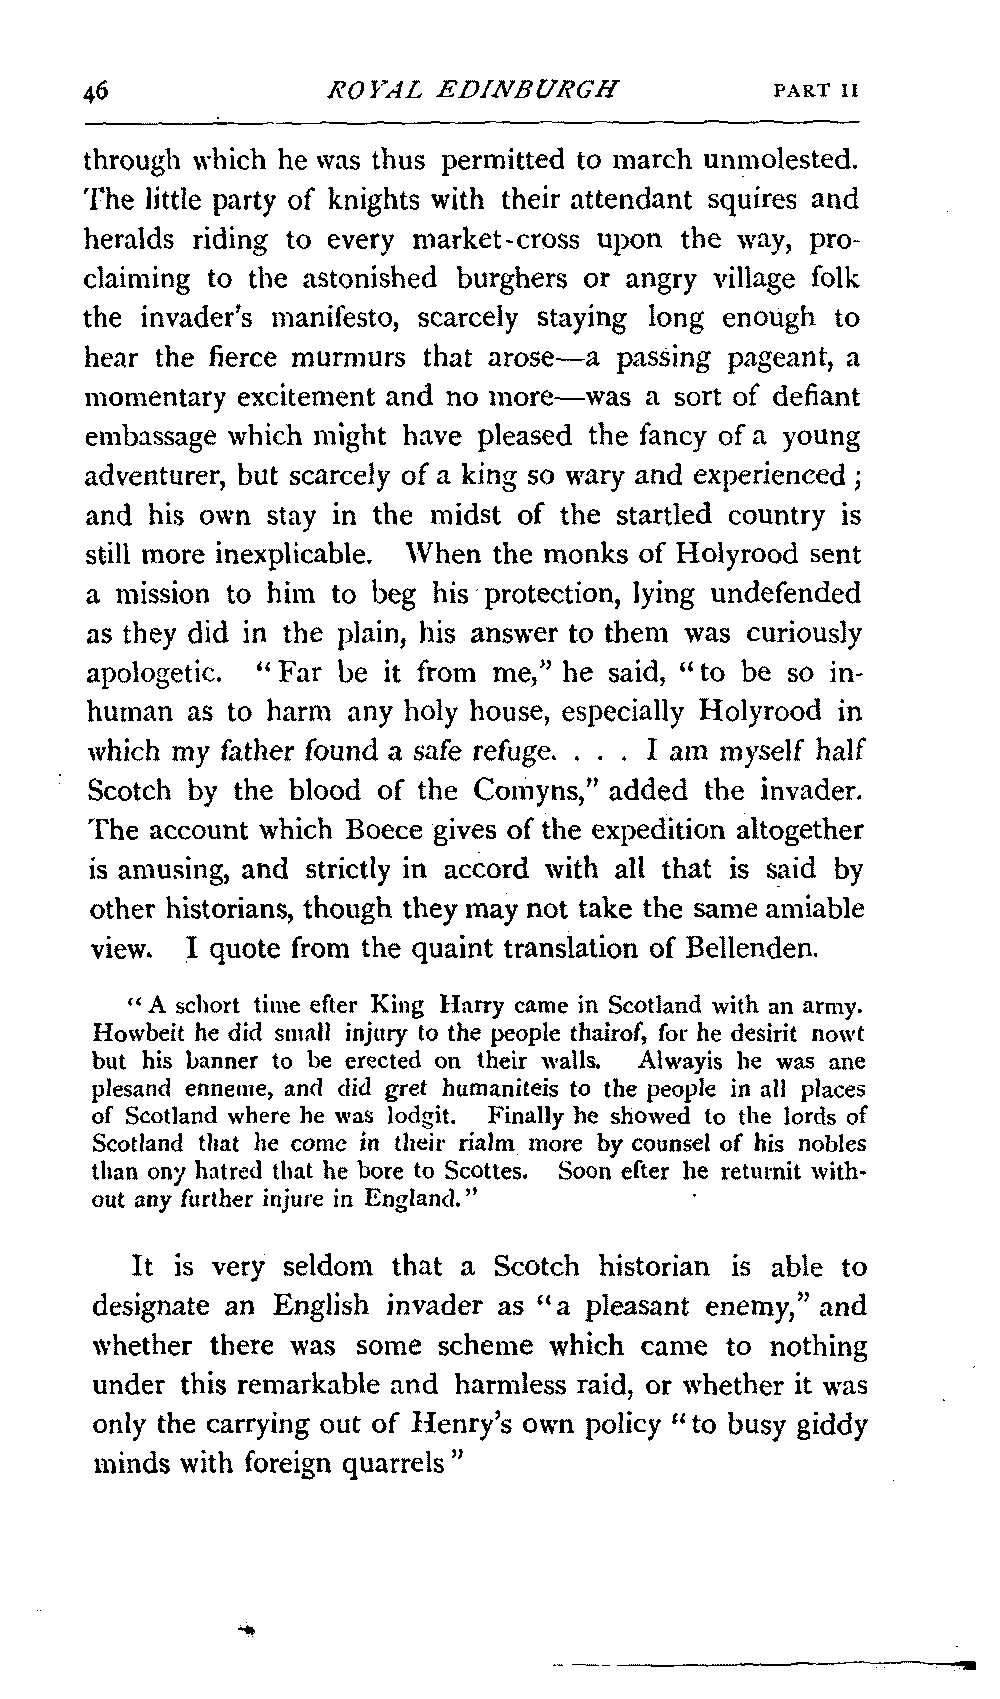 46 ROYAL EDINBURGH PART II
through which he was thus permitted to march unmolested.
The little party of knights with their attendant squires and
heralds riding to every market-cross upon the way, pro-
claiming to the astonished burghers or angry village folk
the invader's manifesto, scarcely staying long enough to
hear the fierce murmurs that arose—a passing pageant, a
momentary excitement and no more—was a sort of defiant
embassage which might have pleased the fancy of a young
adventurer, but scarcely of a king so wary and experienced;
and his own stay in the midst of the startled country is
still more inexplicable. When the monks of Holyrood sent
a mission to him to beg his protection, lying undefended
as they did in the plain, his answer to them was curiously
apologetic. "Far be it from me," he said, "to be so in-
human as to harm any holy house, especially Holyrood in
which my father found a safe refuge. . . . I am myself half
Scotch by the blood of the Comyns," added the invader.
The account which Boece gives of the expedition altogether
is amusing, and strictly in accord with all that is said by
other historians, though they may not take the same amiable
view. I quote from the quaint translation of Bellenden.
"A schort time efter King Harry came in Scotland with an army.
Howbeit he did small injury to the people thairof, for he desirit nowt
but his banner to be erected on their walls. Alwayis he was ane
plesand enneme, and did gret humaniteis to the people in all places
of Scotland where he was lodgit. Finally he showed to the lords of
Scotland that he come in their rialm more by counsel of his nobles
than ony hatred that he bore to Scottes. Soon efter he returnit with-
out any further injure in England."
It is very seldom that a Scotch historian is able to
designate an English invader as "a pleasant enemy," and
whether there was some scheme which came to nothing
under this remarkable and harmless raid, or whether it was
only the carrying out of Henry's own policy "to busy giddy
minds with foreign quarrels"